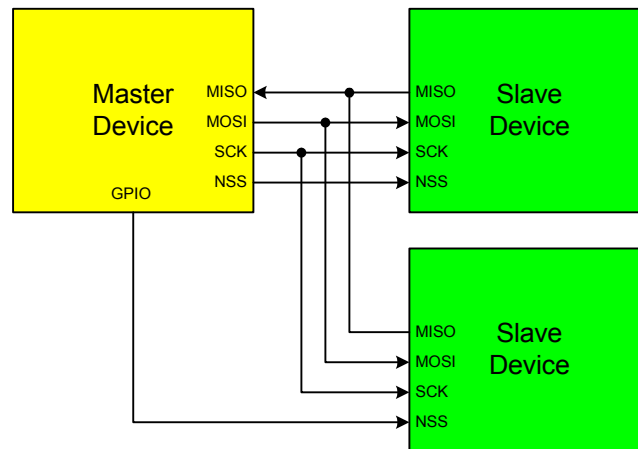 Master
Device
MISO
MOSI
SCK
NSS
GPIO
MISO
MOSI
SCK
NSS
Slave
Device
MISO
MOSI
SCK
NSS
Slave
Device